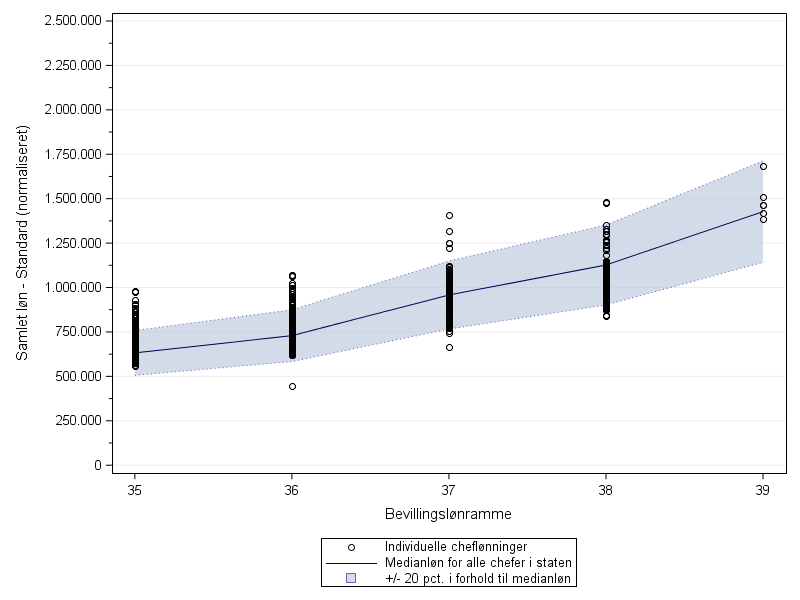 2.500.000
2.250.000
2.000.000
1.750.000
1.500.000
1.250.000
1.000.000
750.000
500.000
250.000
0
Samlet løn - Standard (normaliseret)
35 36 37 38 39
Bevillingslønramme
Individuelle cheflønninger
Medianløn for alle chefer i staten
+/- 20 pct. i forhold til medianløn